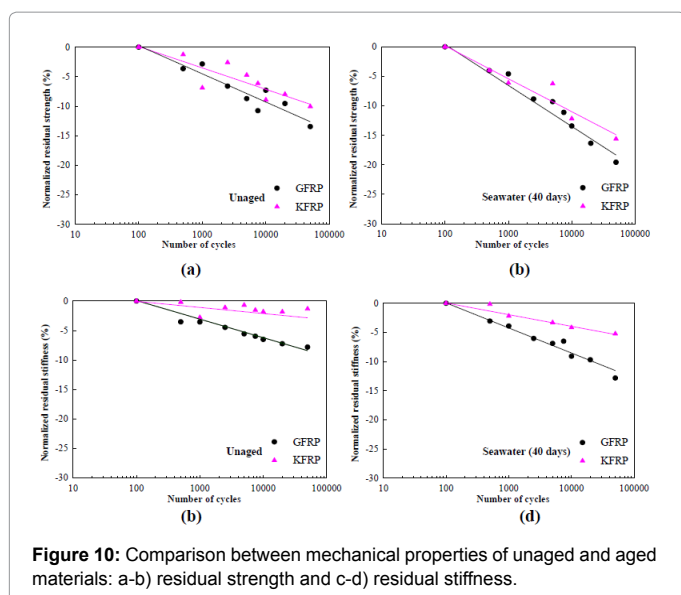 0
-5
-10
-15
-20
-25
-30
Normalized residual strength (%)
Unaged
GFRP
KFRP
10 100 1000 10000 100000
Number of cycles
(a)
0
-5
-10
-15
-20
-25
-30
Normalized residual strength (%)
Seawater (40 days)
GFRP
KFRP
10 100 1000 10000 100000
Number of cycles
(b)
0
-5
-10
-15
-20
-25
-30
Normalized residual stiffness (%)
Unaged
GFRP
KFRP
10 100 1000 10000 100000
Number of cycles
(b)
0
-5
-10
-15
-20
-25
-30
Normalized residual stiffness (%)
Seawater (40 days)
GFRP
KFRP
10 100 1000 10000 100000
Number of cycles
(d)
Figure 10: Comparison between mechanical properties of unaged and aged
materials: a-b) residual strength and c-d) residual stiffness.